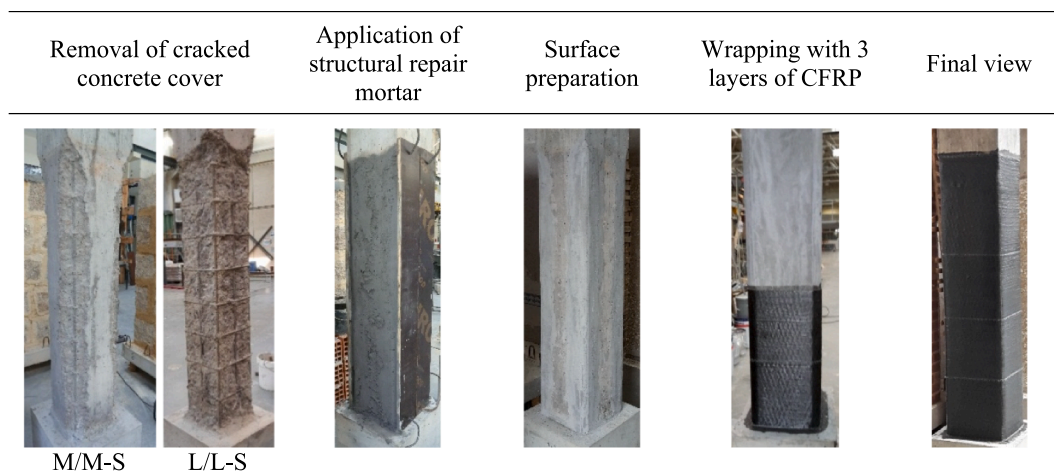 Removal of cracked
concrete cover
Application of
structural repair
mortar
Surface
preparation
Wrapping with 3
layers of CFRP
Final view
M/M-S
L/L-S